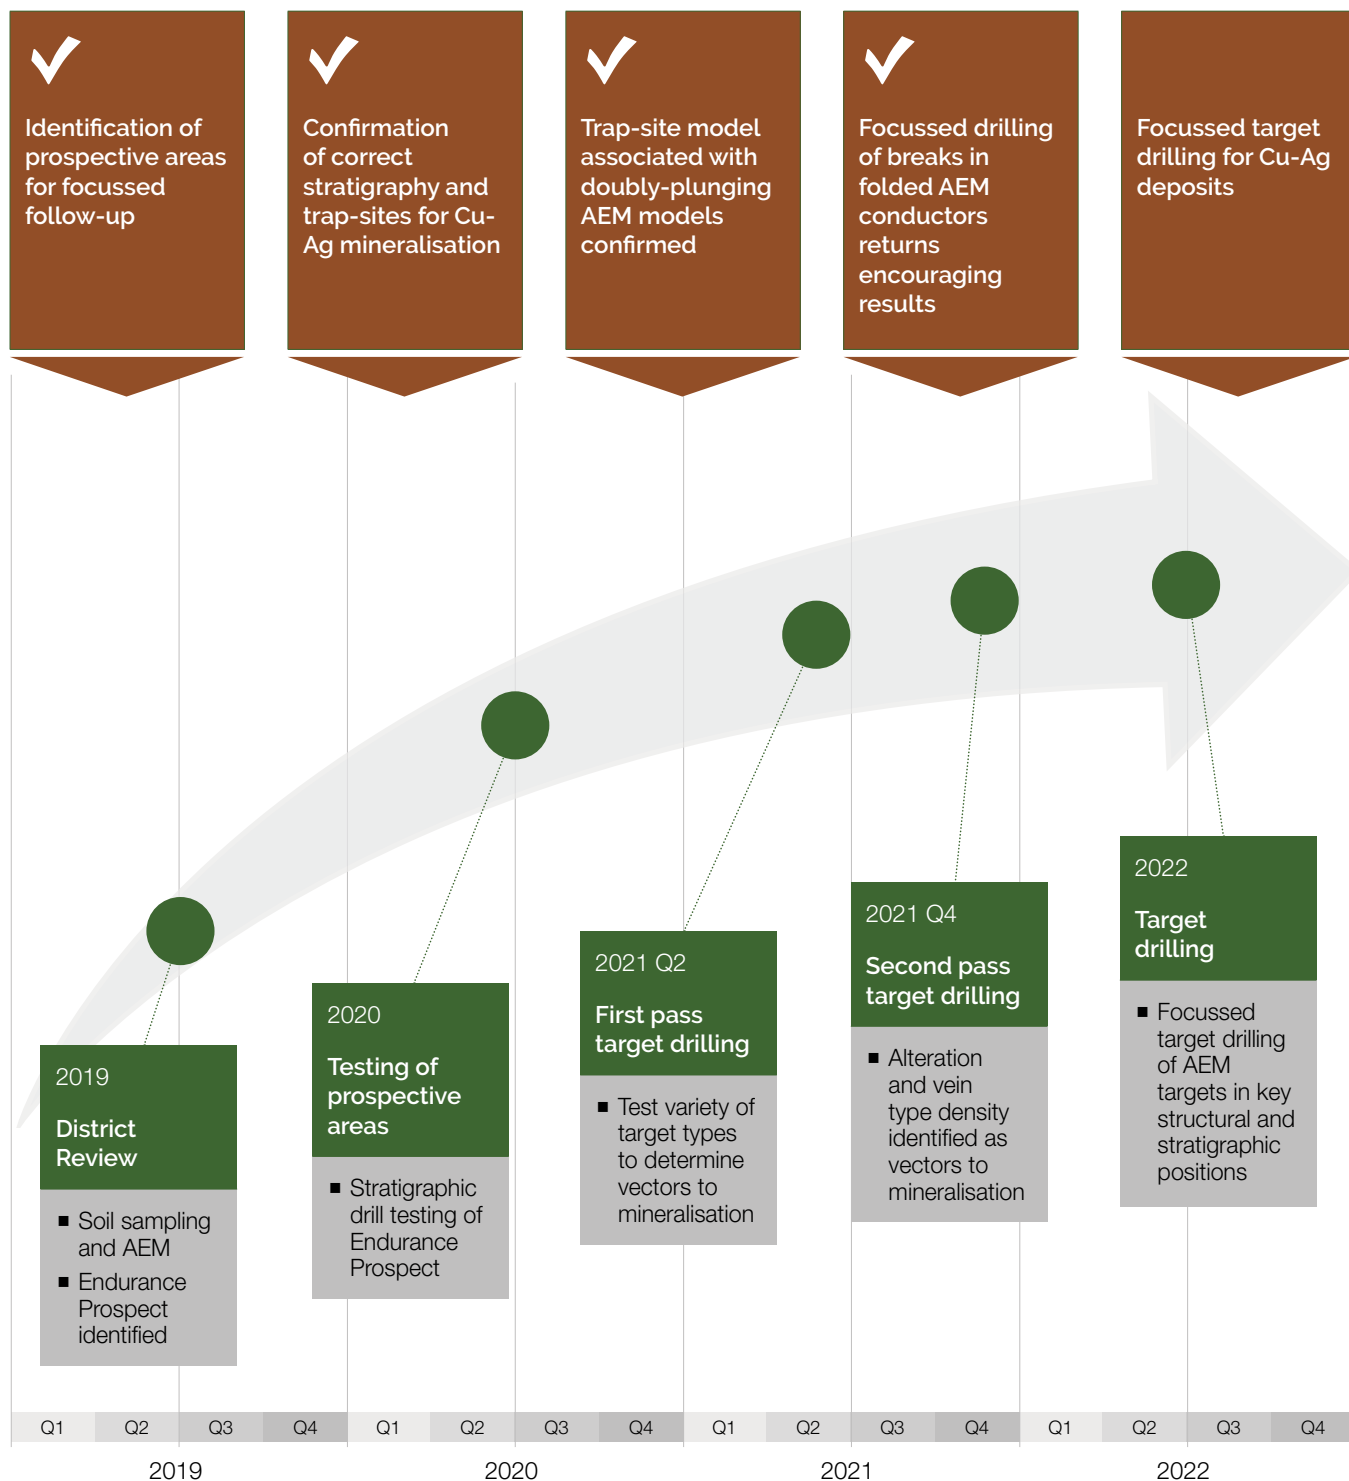 Identification of
prospective areas
for focussed
follow-up
Confirmation
of correct
stratigraphy and
trap-sites for Cu-
Ag mineralisation
Trap-site model
associated with
doubly-plunging
AEM models
confirmed
Focussed drilling
of breaks in
folded AEM
conductors
returns
encouraging
results
Focussed target
drilling for Cu-Ag
deposits
2019
District
Review
■ Soil sampling
and AEM
■ Endurance
Prospect
identified
2020
Testing of
prospective
areas
■ Stratigraphic
drill testing of
Endurance
Prospect
2021 Q2
First pass
target drilling
■ Test variety of
target types
to determine
vectors to
mineralisation
2021 Q4
Second pass
target drilling
■ Alteration
and vein
type density
identified as
vectors to
mineralisation
2022
Target
drilling
■ Focussed
target drilling
of AEM
targets in key
structural and
stratigraphic
positions
Q1 Q2 Q3 Q4 Q1 Q2 Q3 Q4 Q1 Q2 Q3 Q4 Q1 Q2 Q3 Q4
2019 2020 2021 2022